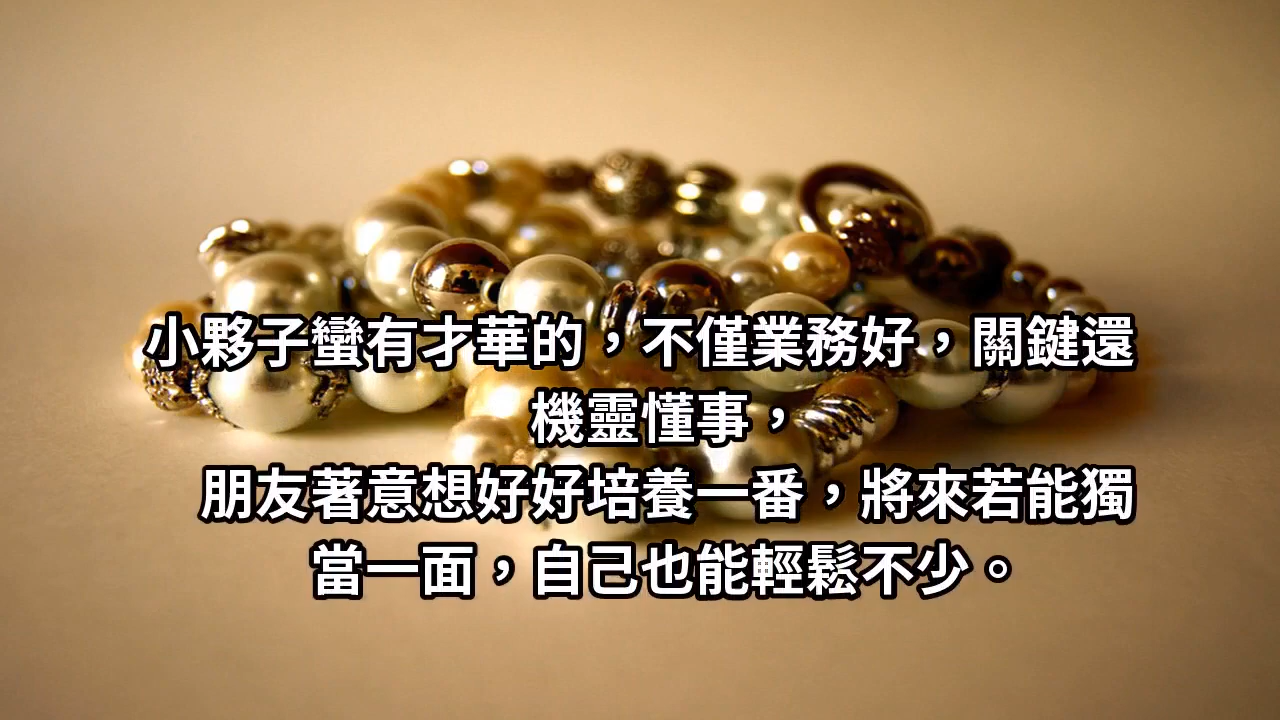 小夥子蠻有才華的，不僅業務好，關鍵還
機靈懂事，
朋友著意想好好培養一番，將來若能獨
當一面，自己也能輕鬆不少。